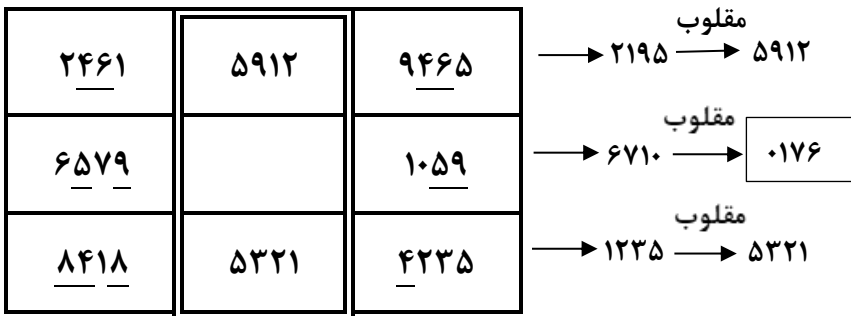 مقلوب
۲۴۶۱ ۵۹۱۲ ۹۴۶۵ ۲۱۹۵ ۵۹۱۲
مقلوب
۶۵۷۹ ۱۰۵۹ ۶۷۱۰ ۰۱۷۶
مقلوب
۸۴۱۸ ۵۳۲۱ ۴۲۳۵ ۱۲۳۵ ۵۳۲۱